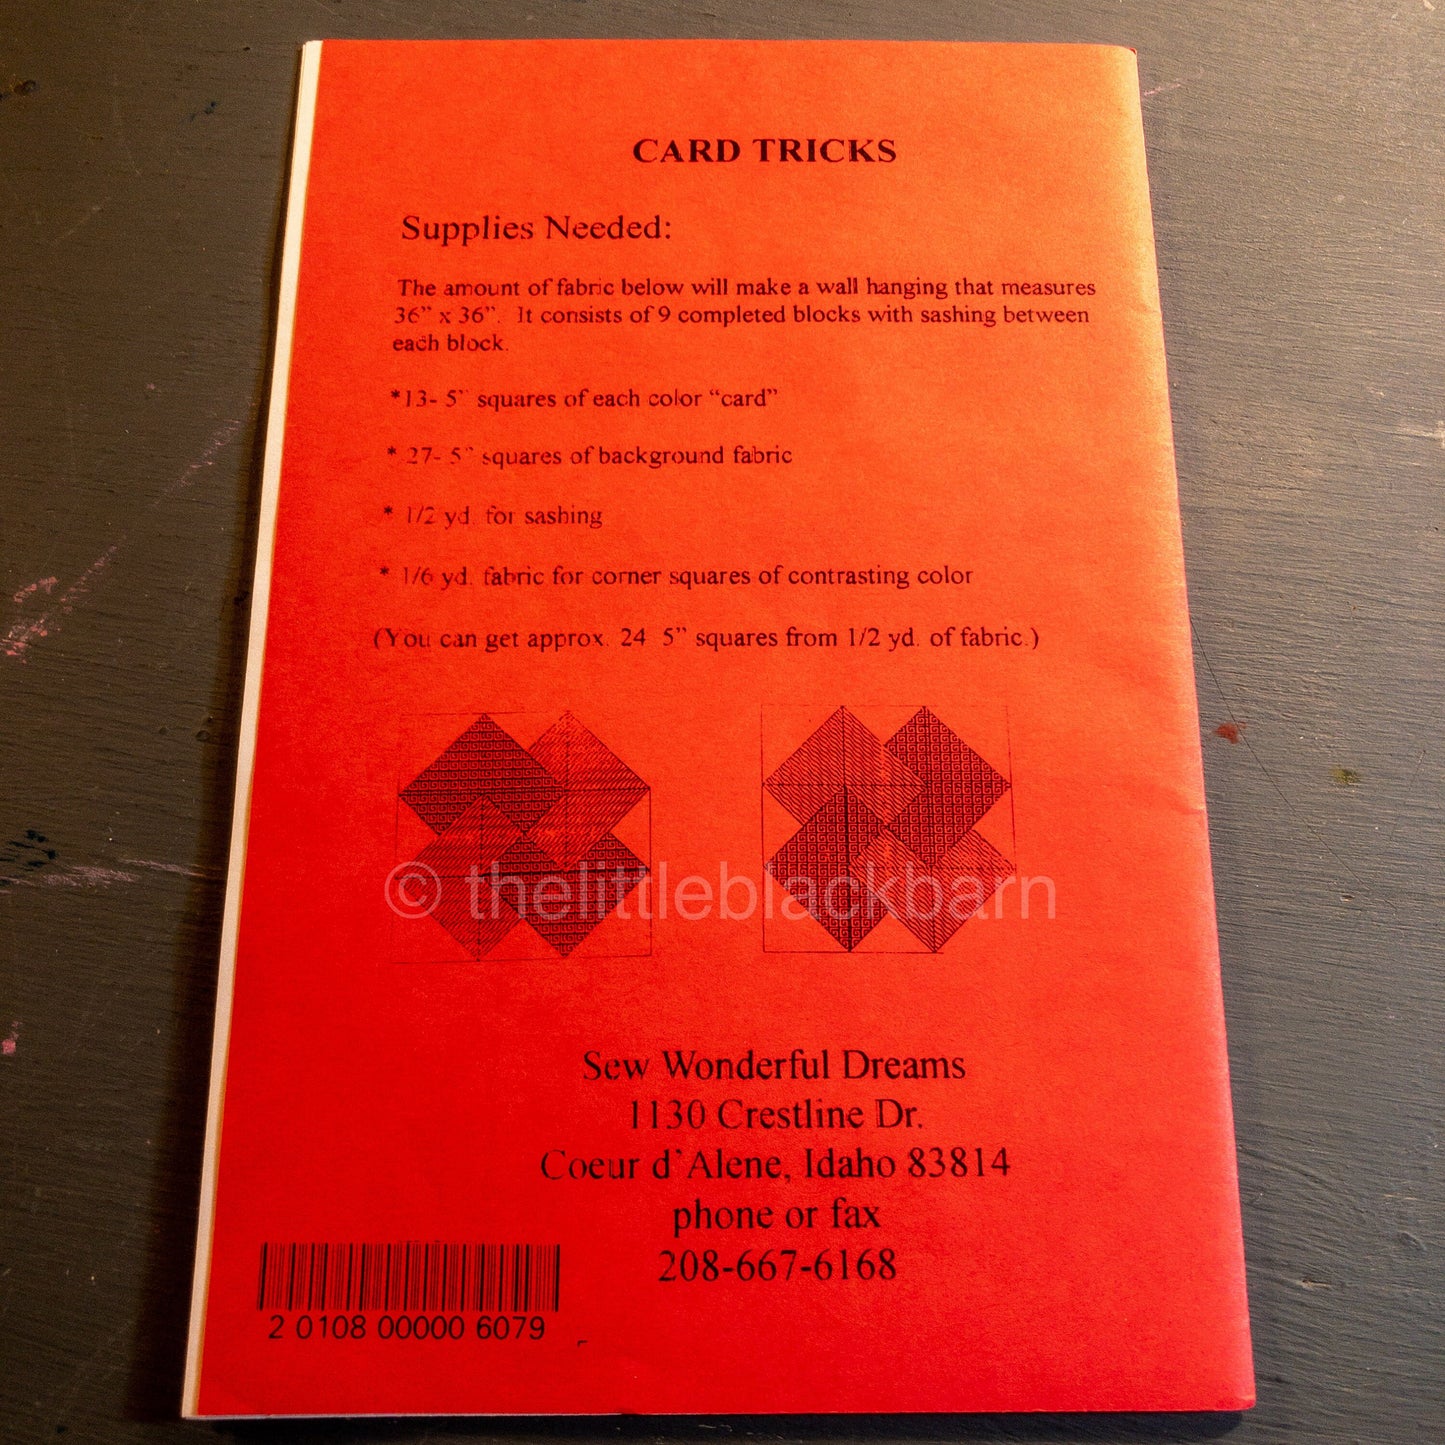 CARD TRICKS
Supplies Needed:
The amount of fabric below will make a wall hanging that measures
36” x 36”. It consists of 9 completed blocks with sashing between
each block.
*13- 5” squares of each color “card”
* 27- 5” squares of background fabric
* 1/2 yd. for sashing
* 1/6 yd. fabric for corner squares of contrasting color
(You can get approx. 24 5” squares from 1/2 yd. of fabric.)
© thelittleblackbarn
Sew Wonderful Dreams
1130 Crestline Dr.
Coeur d’Alene, Idaho 83814
phone or fax
208-667-6168
2 0108 00000 6079